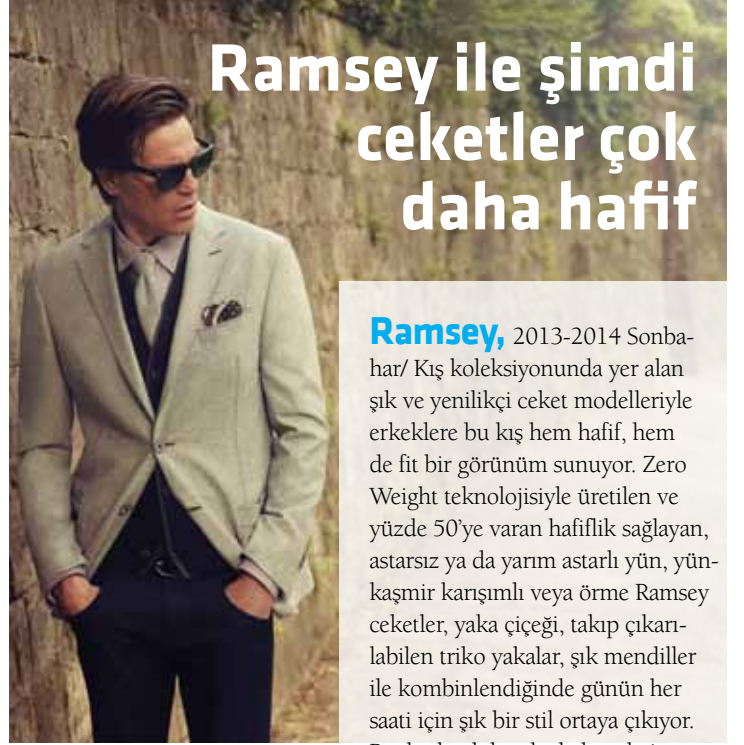 Ramsey ile şimdi
ceketler çok
daha hafif
Ramsey, 2013-2014 Sonba-
har/ Kış koleksiyonunda yer alan
şık ve yenilikçi ceket modelleriyle
erkeklere bu kış hem hafif, hem
de fit bir görünüm sunuyor. Zero
Weight teknolojisiyle üretilen ve
yüzde 50’ye varan hafiflik sağlayan,
astarsız ya da yarım astarlı yün, yün-
kaşmir karışımlı veya örme Ramsey
ceketler, yaka çiçeği, takıp çıkarı-
labilen triko yakalar, şık mendiller
ile kombinlendiğinde günün her
saati için şık bir stil ortaya çıkıyor.